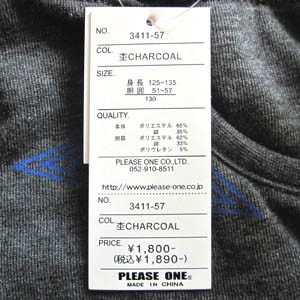 NO.
3411-57
COL.
杢CHARCOAL
SIZE.
身長 125-135
胴囲 51-57
130
QUALITY.
本体 ポリエステル 65%
綿 35%
附属 ポリエステル 62%
綿 33%
ポリウレタン 5%
PLEASE ONE CO.,LTD.
052-910-8511
http://www.please-one.co.jp
NO.
3411-57
COL.
杢CHARCOAL
PRICE.
¥1,800-
(税込¥1,890-)
PLEASE ONE®
MADE IN CHINA